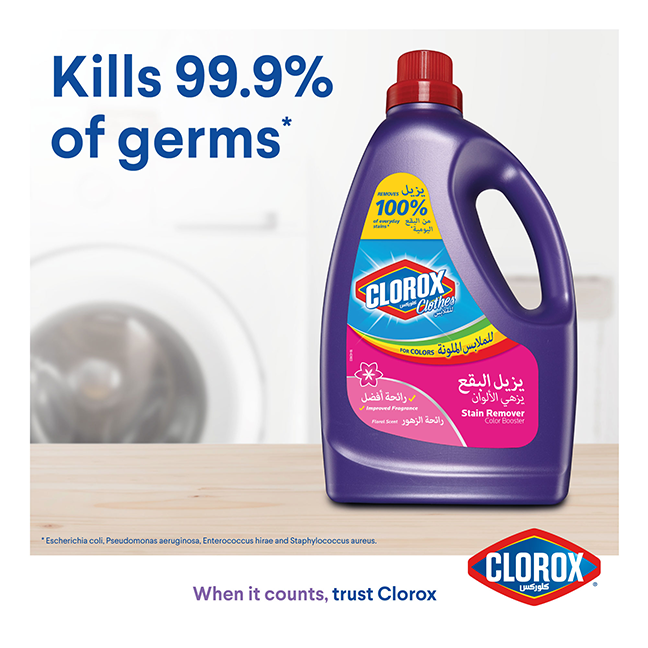 Kills 99.9%
of germs*
REMOVES
100%
of everyday
stains*
يزيل
من البقع
اليومية*
CLOROX
كلوركس
Clothes
للملابس
FOR COLORS للملابس الملونة
يزيل البقع
يزهي الألوان
Stain Remover
Color Booster
رائحة أفضل
Improved Fragrance
Floral Scent رائحة الزهور
* Escherichia coli, Pseudomonas aeruginosa, Enterococcus hirae and Staphylococcus aureus.
When it counts, trust Clorox
CLOROX
كلوركس
®